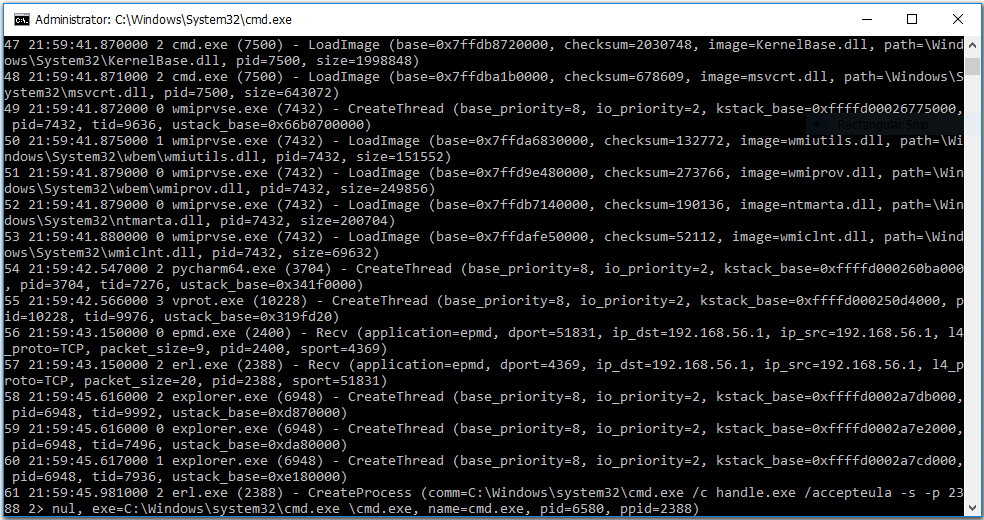 Administrator: C:\Windows\System32\cmd.exe
47 21:59:41.870000 2 cmd.exe (7500) - LoadImage (base=0x7ffdb8720000, checksum=2030748, image=KernelBase.dll, path=\Wind
ows\System32\KernelBase.dll, pid=7500, size=1998848)
48 21:59:41.871000 2 cmd.exe (7500) - LoadImage (base=0x7ffdba1b0000, checksum=678609, image=msvcrt.dll, path=\Windows\S
ystem32\msvcrt.dll, pid=7500, size=643072)
49 21:59:41.872000 0 wmiprvse.exe (7432) - CreateThread (base_priority=8, io_priority=2, kstack_base=0xffffd00026775000,
 pid=7432, tid=9636, ustack_base=0x66b0700000)
Rectangular Snip
50 21:59:41.875000 1 wmiprvse.exe (7432) - LoadImage (base=0x7ffda6830000, checksum=132772, image=wmiutils.dll, path=\Wi
ndows\System32\wbem\wmiutils.dll, pid=7432, size=151552)
51 21:59:41.879000 0 wmiprvse.exe (7432) - LoadImage (base=0x7ffd9e480000, checksum=273766, image=wmiprov.dll, path=\Win
dows\System32\wbem\wmiprov.dll, pid=7432, size=249856)
52 21:59:41.879000 0 wmiprvse.exe (7432) - LoadImage (base=0x7ffdb7140000, checksum=190136, image=ntmarta.dll, path=\Win
dows\System32\ntmarta.dll, pid=7432, size=200704)
53 21:59:41.880000 0 wmiprvse.exe (7432) - LoadImage (base=0x7ffdafe50000, checksum=52112, image=wmiclnt.dll, path=\Wind
ows\System32\wmiclnt.dll, pid=7432, size=69632)
54 21:59:42.547000 2 pycharm64.exe (3704) - CreateThread (base_priority=8, io_priority=2, kstack_base=0xffffd000260ba000
, pid=3704, tid=7276, ustack_base=0x341f0000)
55 21:59:42.566000 3 vprot.exe (10228) - CreateThread (base_priority=8, io_priority=2, kstack_base=0xffffd000250d4000, p
id=10228, tid=9976, ustack_base=0x319fd20)
56 21:59:43.150000 0 epmd.exe (2400) - Recv (application=epmd, dport=51831, ip_dst=192.168.56.1, ip_src=192.168.56.1, l4
_proto=TCP, packet_size=9, pid=2400, sport=4369)
57 21:59:43.150000 2 erl.exe (2388) - Recv (application=epmd, dport=4369, ip_dst=192.168.56.1, ip_src=192.168.56.1, l4_p
roto=TCP, packet_size=20, pid=2388, sport=51831)
58 21:59:45.616000 2 explorer.exe (6948) - CreateThread (base_priority=8, io_priority=2, kstack_base=0xffffd0002a7db000,
 pid=6948, tid=9992, ustack_base=0xd870000)
59 21:59:45.616000 0 explorer.exe (6948) - CreateThread (base_priority=8, io_priority=2, kstack_base=0xffffd0002a7e2000,
 pid=6948, tid=7496, ustack_base=0xda80000)
60 21:59:45.617000 1 explorer.exe (6948) - CreateThread (base_priority=8, io_priority=2, kstack_base=0xffffd0002a7cd000,
 pid=6948, tid=7936, ustack_base=0xe180000)
61 21:59:45.981000 2 erl.exe (2388) - CreateProcess (comm=C:\Windows\system32\cmd.exe /c handle.exe /accepteula -s -p 23
88 2> nul, exe=C:\Windows\system32\cmd.exe \cmd.exe, name=cmd.exe, pid=6580, ppid=2388)